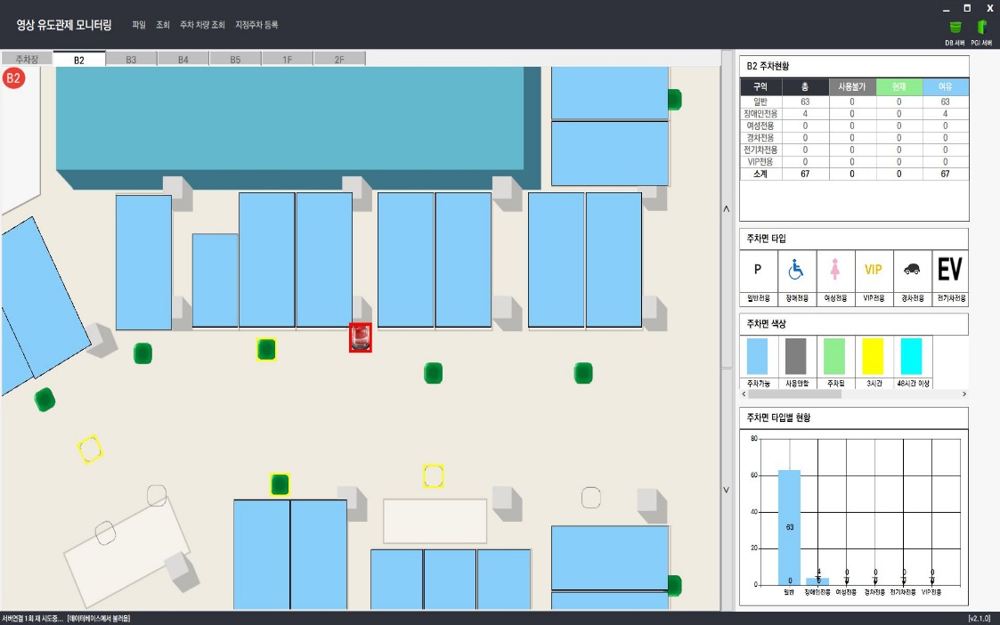 영상 유도관제 모니터링 파일 조회 주차 차량 조회 지정주차 등록
DB 서버 PGI 서버
주차장 B2 B3 B4 B5 1F 2F
B2
B2 주차현황
구역 총 사용불가 현재 여유
일반 63 0 0 63
장애인전용 4 0 0 4
여성전용 0 0 0 0
경차전용 0 0 0 0
전기차전용 0 0 0 0
VIP전용 0 0 0 0
소계 67 0 0 67
주차면 타입
P VIP EV
일반전용 장애전용 여성전용 VIP전용 경차전용 전기차전용
주차면 색상
주차가능 사용안함 주차됨 3시간 48시간 이상
주차면 타입별 현황
80
60
40
20
0
63
0 4 0 0 0 0 0
일반 장애인전용 여성전용 경차전용 전기차전용 VIP전용
서버연결 1회 재 시도중... [데이터베이스에서 불러옴]
[v2.1.0]